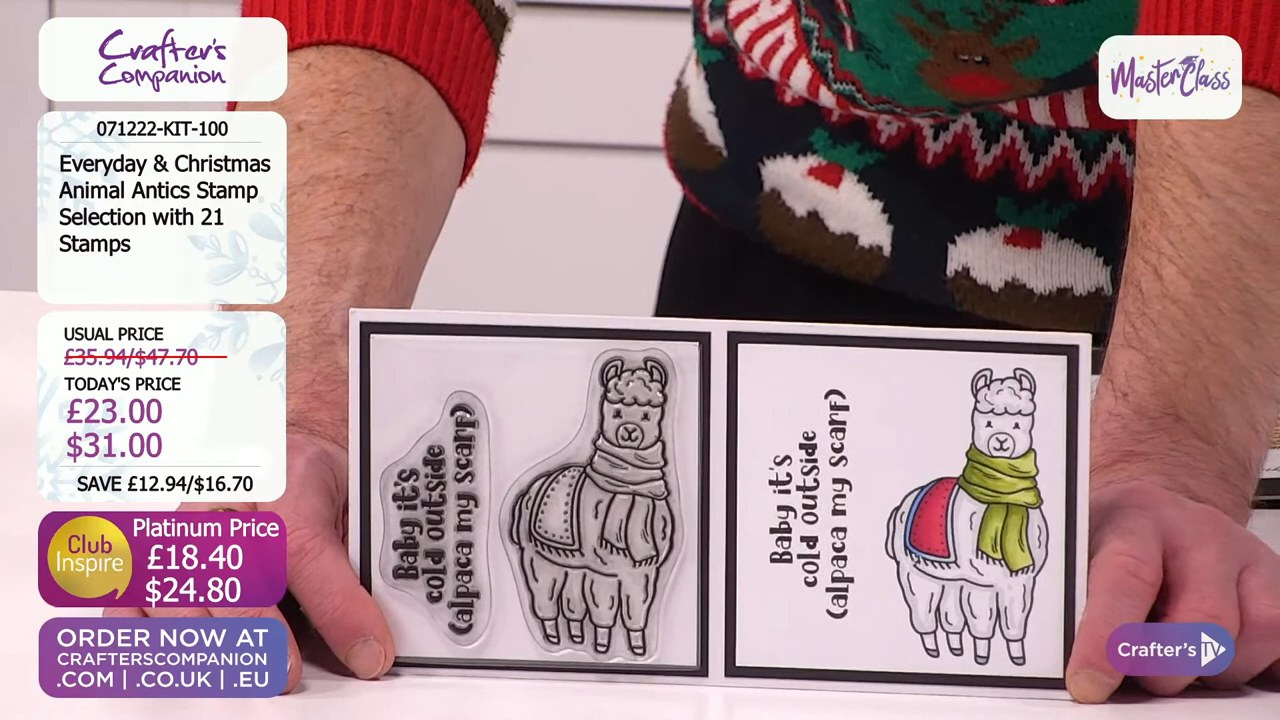 Crafter's
Companion
071222-KIT-100
Everyday & Christmas
Animal Antics Stamp
Selection with 21
Stamps
USUAL PRICE
£35.94/$47.70
TODAY'S PRICE
£23.00
$31.00
SAVE £12.94/$16.70
Club
Inspire
Platinum Price
£18.40
$24.80
ORDER NOW AT
CRAFTERSCOMPANION
.COM | .CO.UK | .EU
Baby it's
cold outside
(alpaca my scarf)
Baby it's
cold outside
(alpaca my scarf)
MasterClass
Crafter's TV